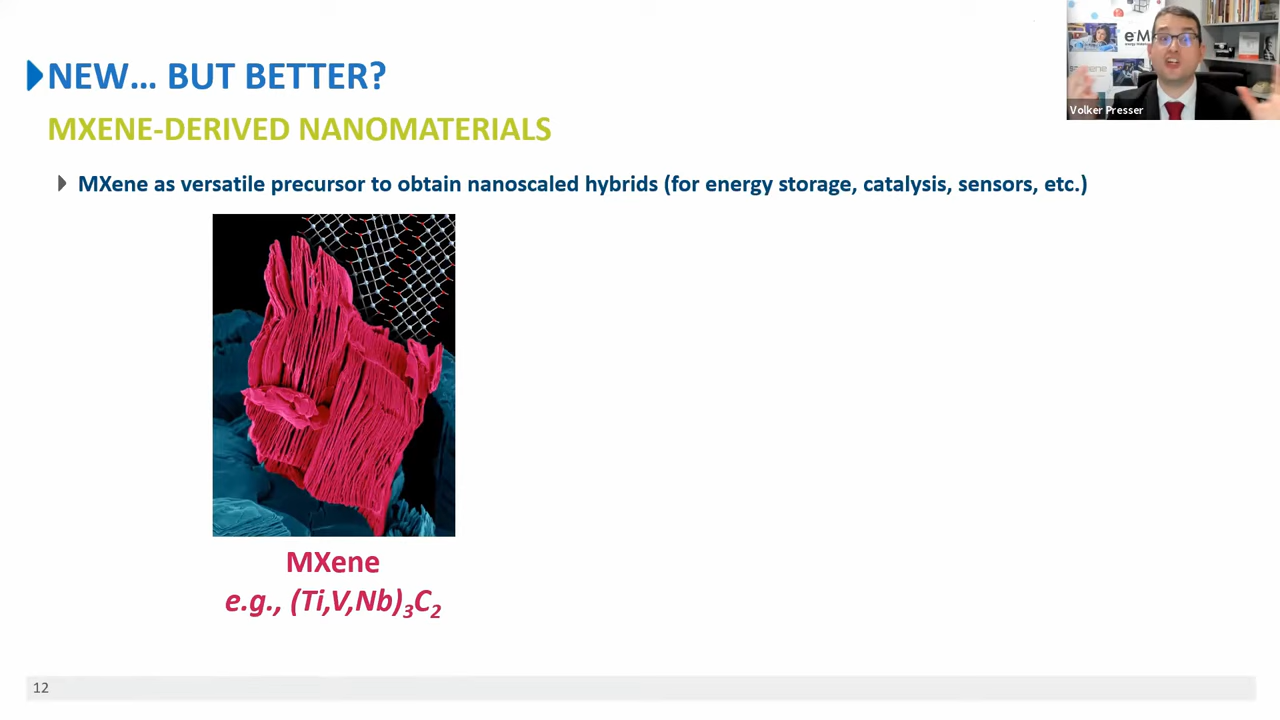 NEW... BUT BETTER?
MXENE-DERIVED NANOMATERIALS
MXene as versatile precursor to obtain nanoscaled hybrids (for energy storage, catalysis, sensors, etc.)
MXene
e.g., (Ti,V,Nb)₃C₂
12
Volker Presser